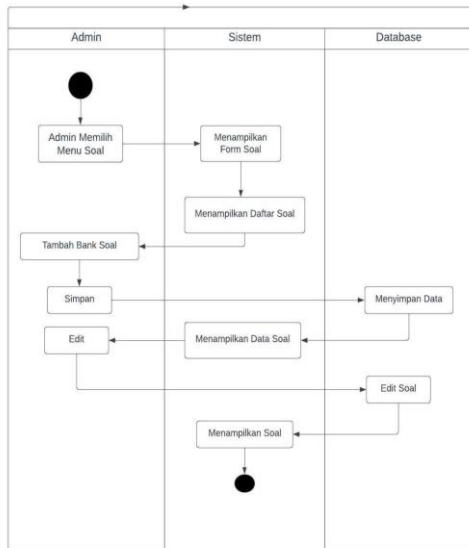 Admin
Sistem
Database
Admin Memilih
Menu Soal
Menampilkan
Form Soal
Menampilkan Daftar Soal
Tambah Bank Soal
Simpan
Menyimpan Data
Menampilkan Data Soal
Edit
Edit Soal
Menampilkan Soal